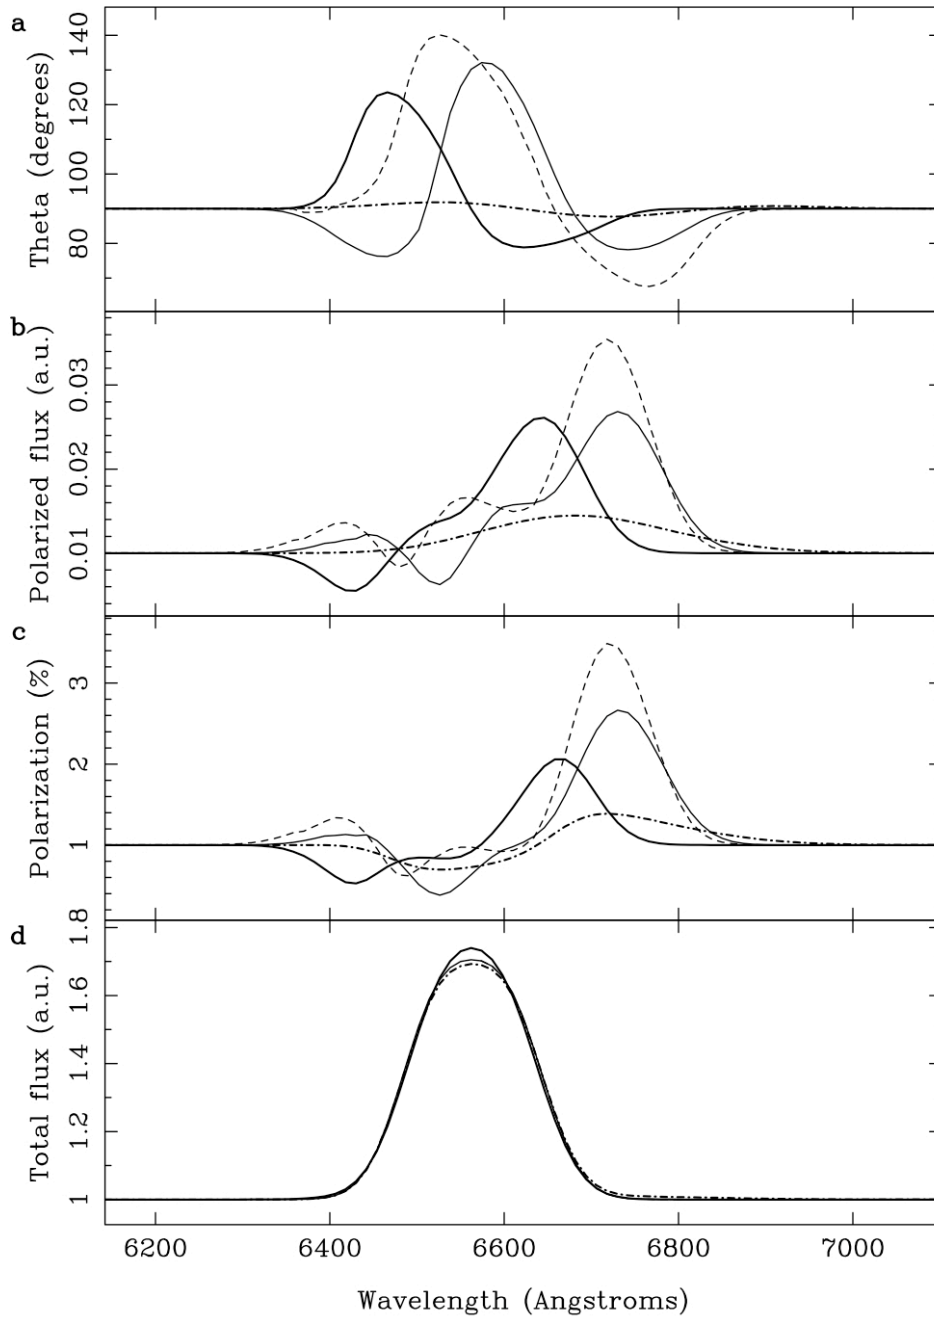 a
Theta (degrees)
140
120
100
80
b
Polarized flux (a.u.)
0.03
0.02
0.01
c
Polarization (%)
3
2
1
d
Total flux (a.u.)
1.8
1.6
1.4
1.2
1
6200 6400 6600 6800 7000
Wavelength (Angstroms)